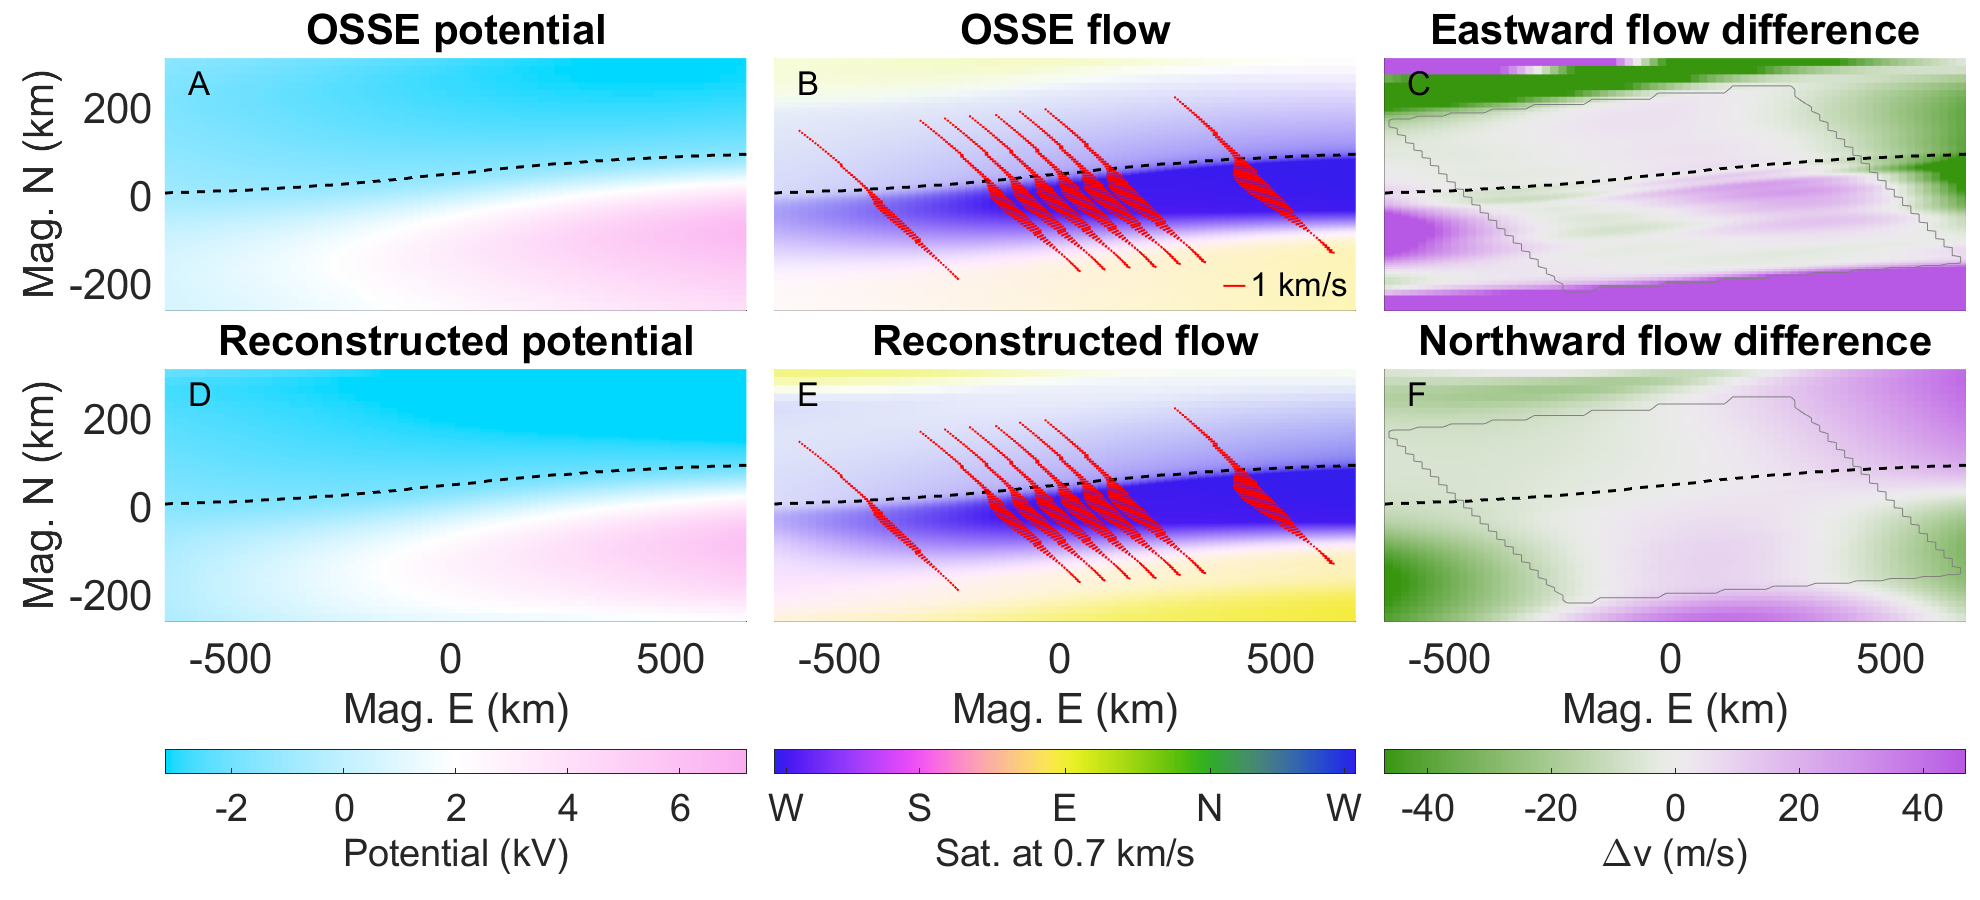 OSSE potential
OSSE flow
Eastward flow difference
A
B
C
Mag. N (km)
200
0
-200
1 km/s
Reconstructed potential
Reconstructed flow
Northward flow difference
D
E
F
Mag. N (km)
200
0
-200
-500 0 500
-500 0 500
-500 0 500
Mag. E (km)
Mag. E (km)
Mag. E (km)
-2 0 2 4 6
W S E N W
-40 -20 0 20 40
Potential (kV)
Sat. at 0.7 km/s
Δv (m/s)